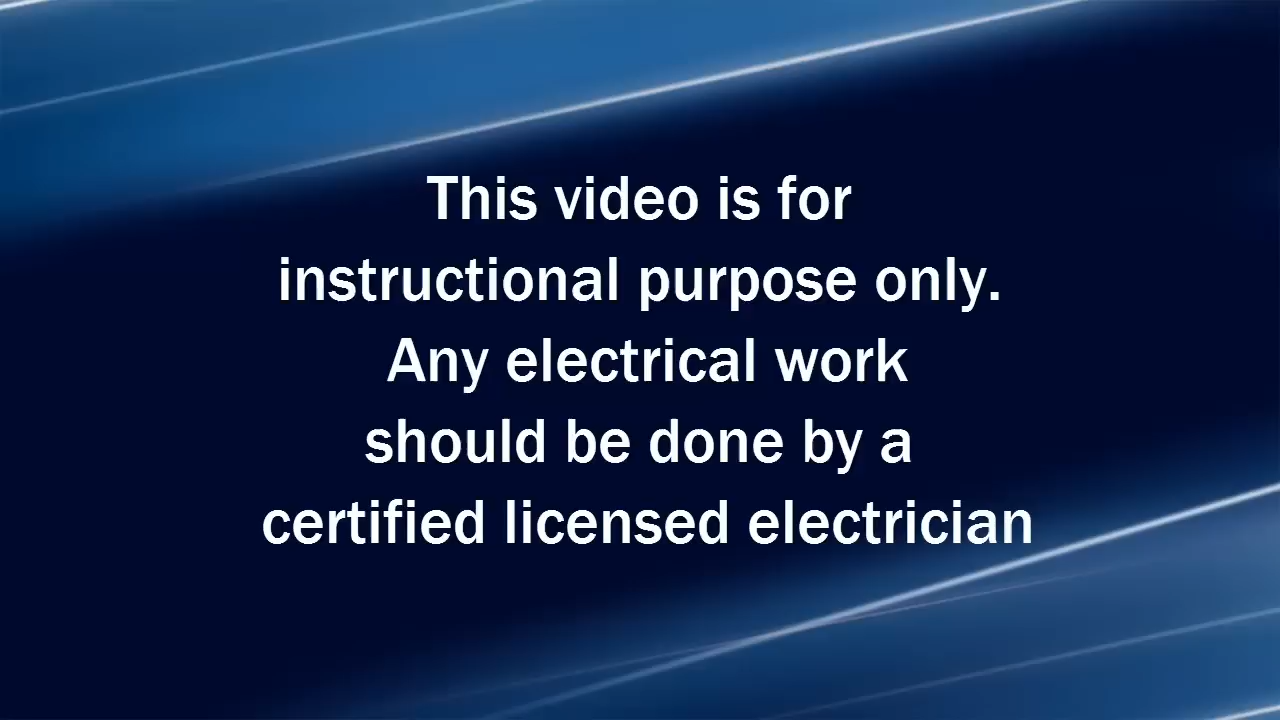 This video is for
instructional purpose only.
Any electrical work
should be done by a
certified licensed electrician